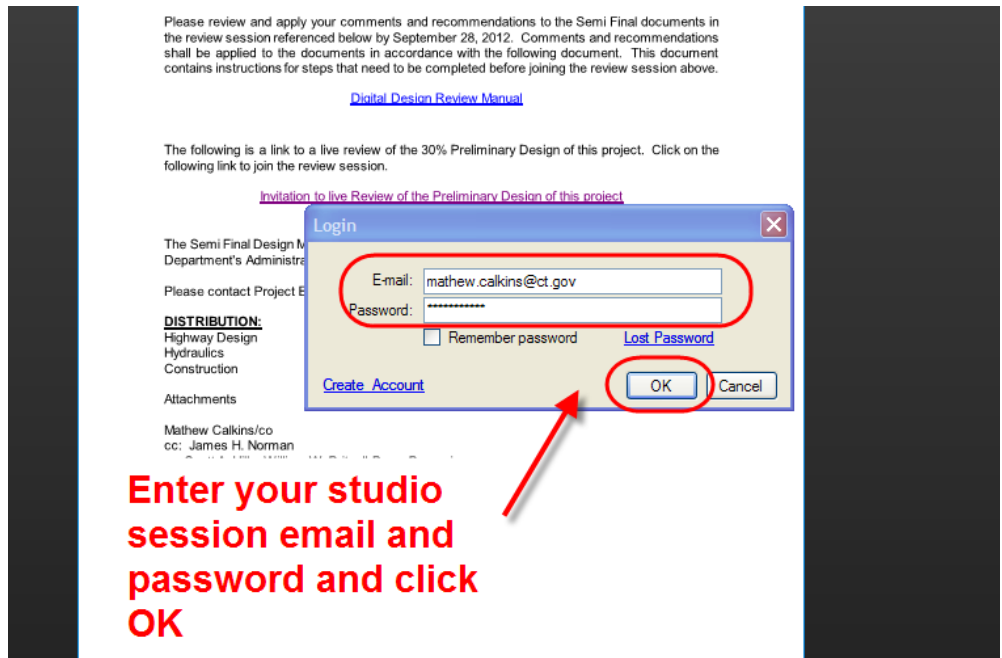 Please review and apply your comments and recommendations to the Semi Final documents in
the review session referenced below by September 28, 2012. Comments and recommendations
shall be applied to the documents in accordance with the following document. This document
contains instructions for steps that need to be completed before joining the review session above.
Digital Design Review Manual
The following is a link to a live review of the 30% Preliminary Design of this project. Click on the
following link to join the review session.
Invitation to live Review of the Preliminary Design of this project
Login
The Semi Final Design
Department's
E-mail: mathew.calkins@ct.gov
Please contact Project
Password: ***********
DISTRIBUTION:
Remember password Lost Password
Highway Design
Hydraulics
Construction
Create Account OK Cancel
Attachments
Mathew Calkins/co
cc: James H. Norman
Enter your studio
session email and
password and click
OK